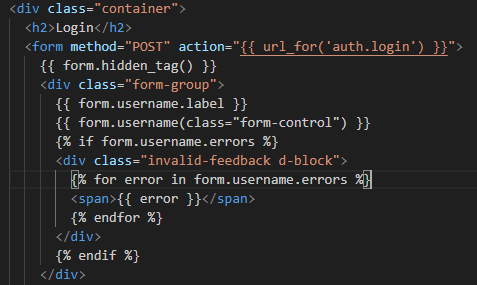 <div class="container">
<h2>Login</h2>
<form method="POST" action="{{ url_for('auth.login') }}">
{{ form.hidden_tag() }}
<div class="form-group">
{{ form.username.label }}
{{ form.username(class="form-control") }}
{% if form.username.errors %}
<div class="invalid-feedback d-block">
{% for error in form.username.errors %}
<span>{{ error }}</span>
{% endfor %}
</div>
{% endif %}
</div>